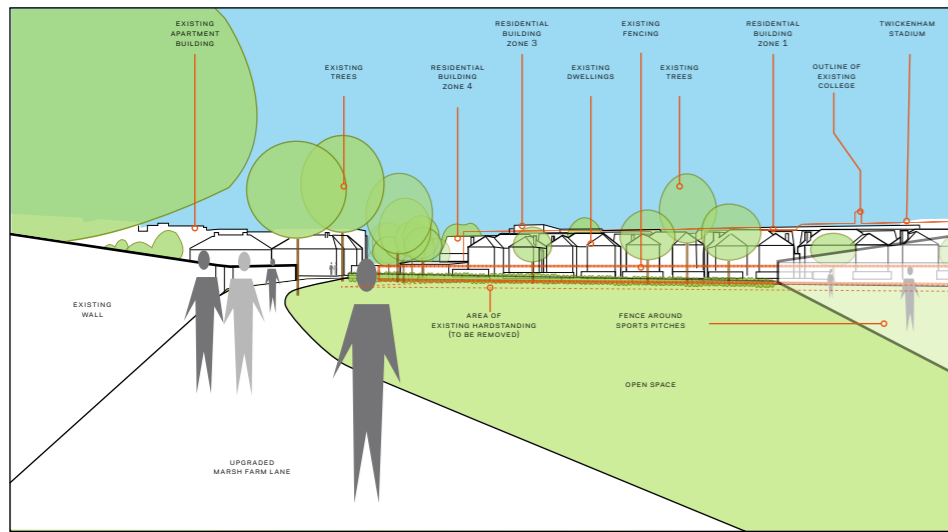 EXISTING
APARTMENT
BUILDING
EXISTING
TREES
RESIDENTIAL
BUILDING
ZONE 4
RESIDENTIAL
BUILDING
ZONE 3
EXISTING
DWELLINGS
EXISTING
FENCING
EXISTING
TREES
RESIDENTIAL
BUILDING
ZONE 1
OUTLINE OF
EXISTING
COLLEGE
TWICKENHAM
STADIUM
EXISTING
WALL
AREA OF
EXISTING HARDSTANDING
(TO BE REMOVED)
FENCE AROUND
SPORTS PITCHES
OPEN SPACE
UPGRADED
MARSH FARM LANE